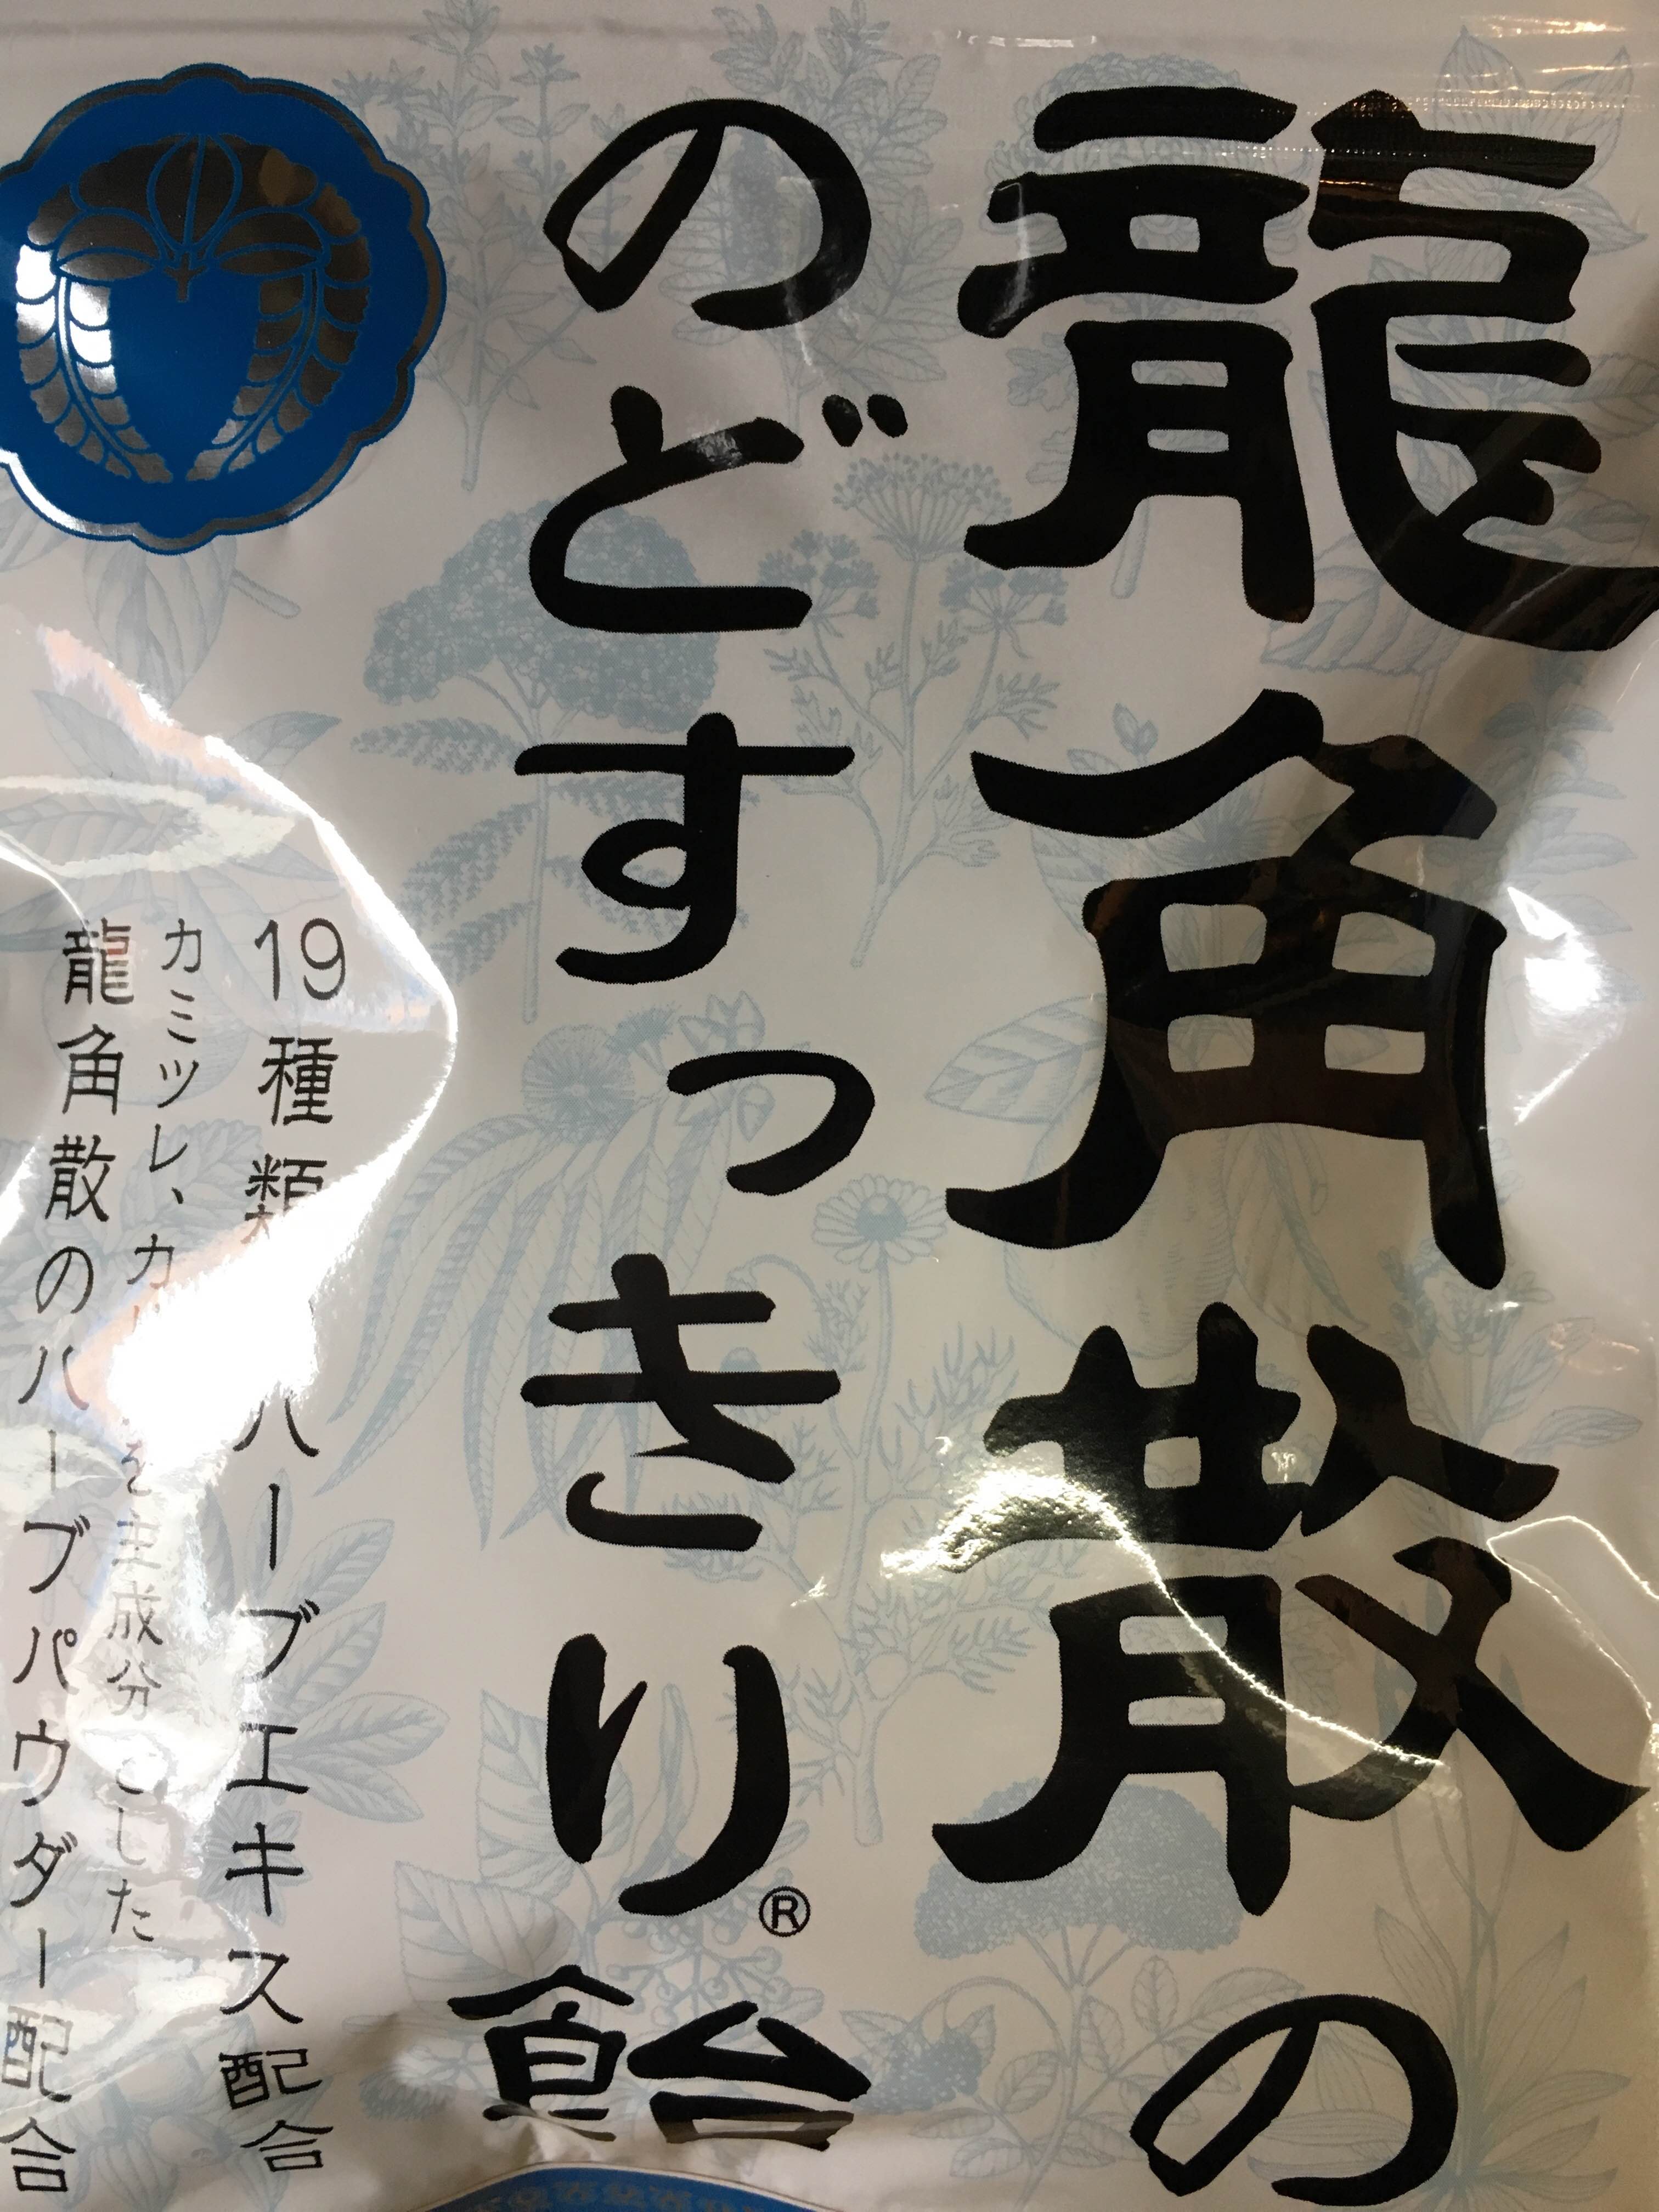 龍角散の
のどすっきり®飴
19種類 ハーブエキス配合
カミツレ、カ を主成分とした
龍角散のハーブパウダー配合